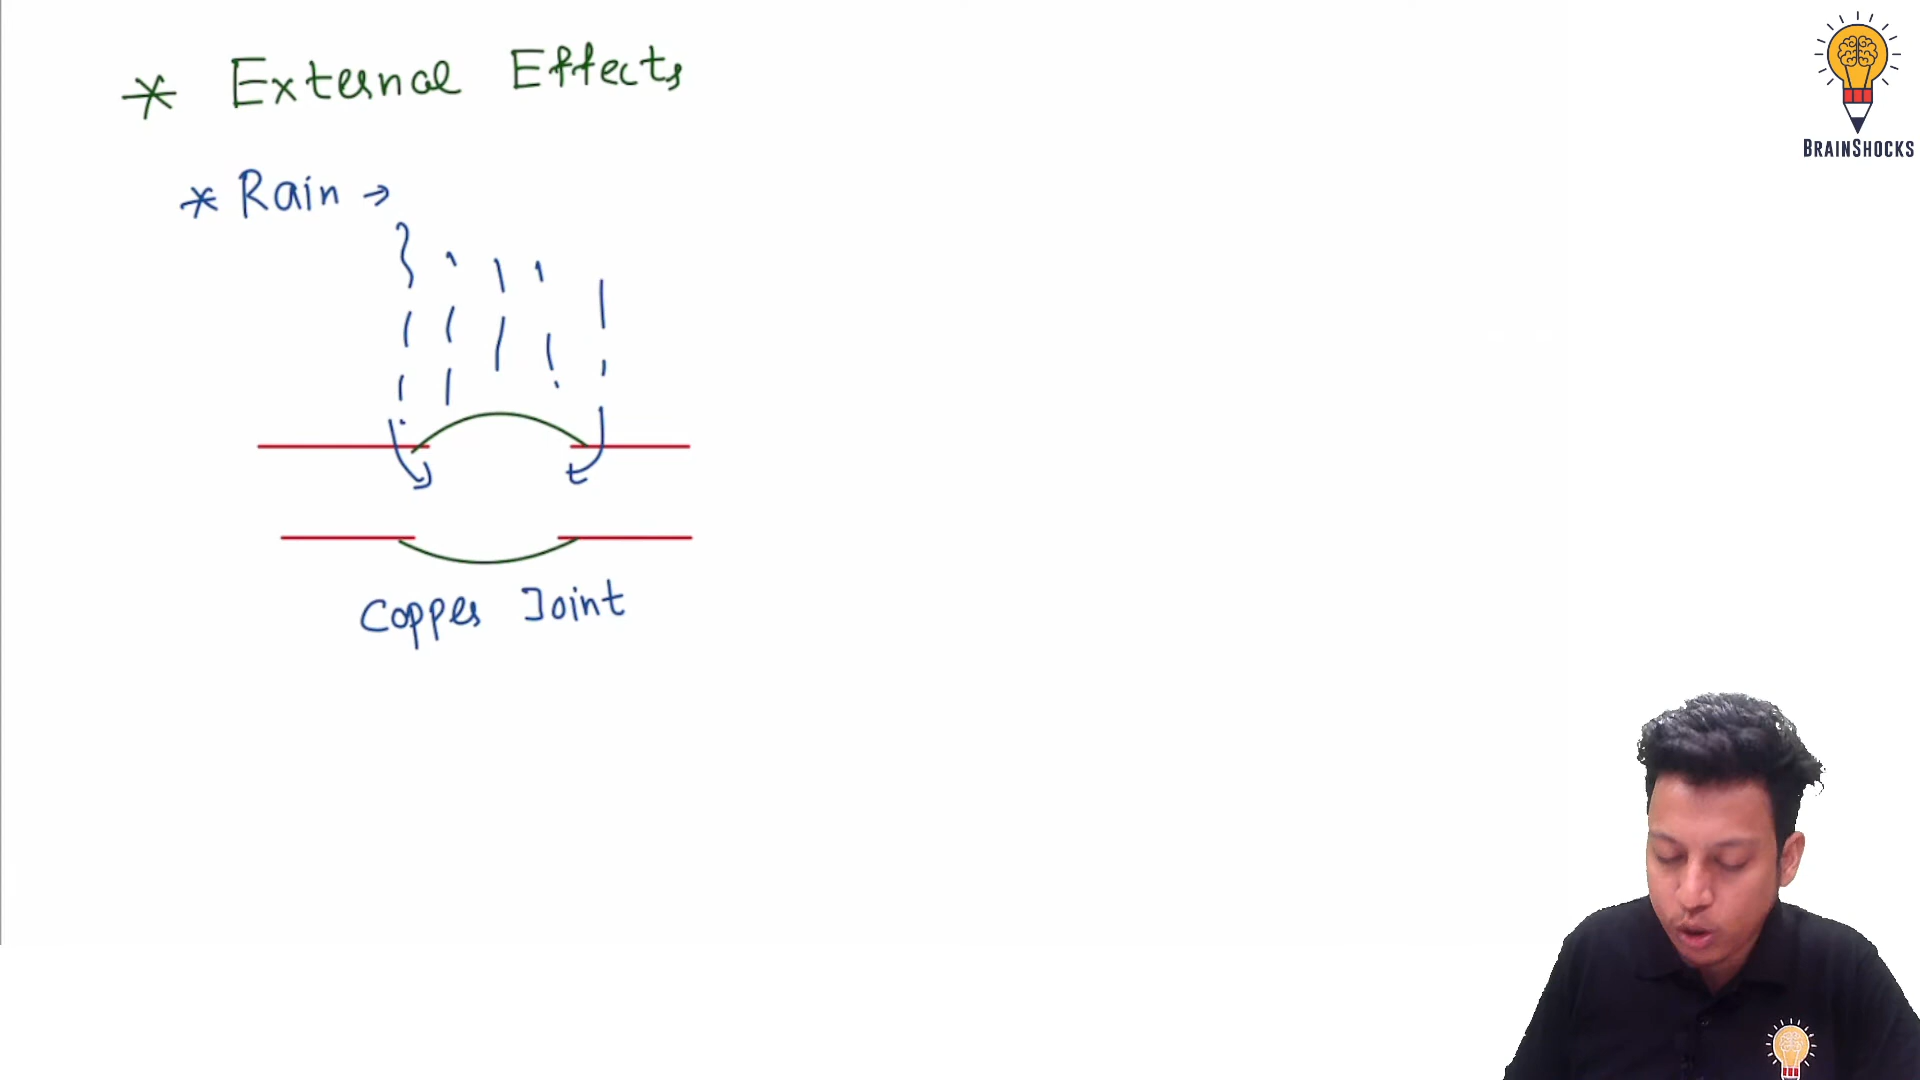 * External Effects
* Rain →
Copper Joint
BRAINSHOCKS